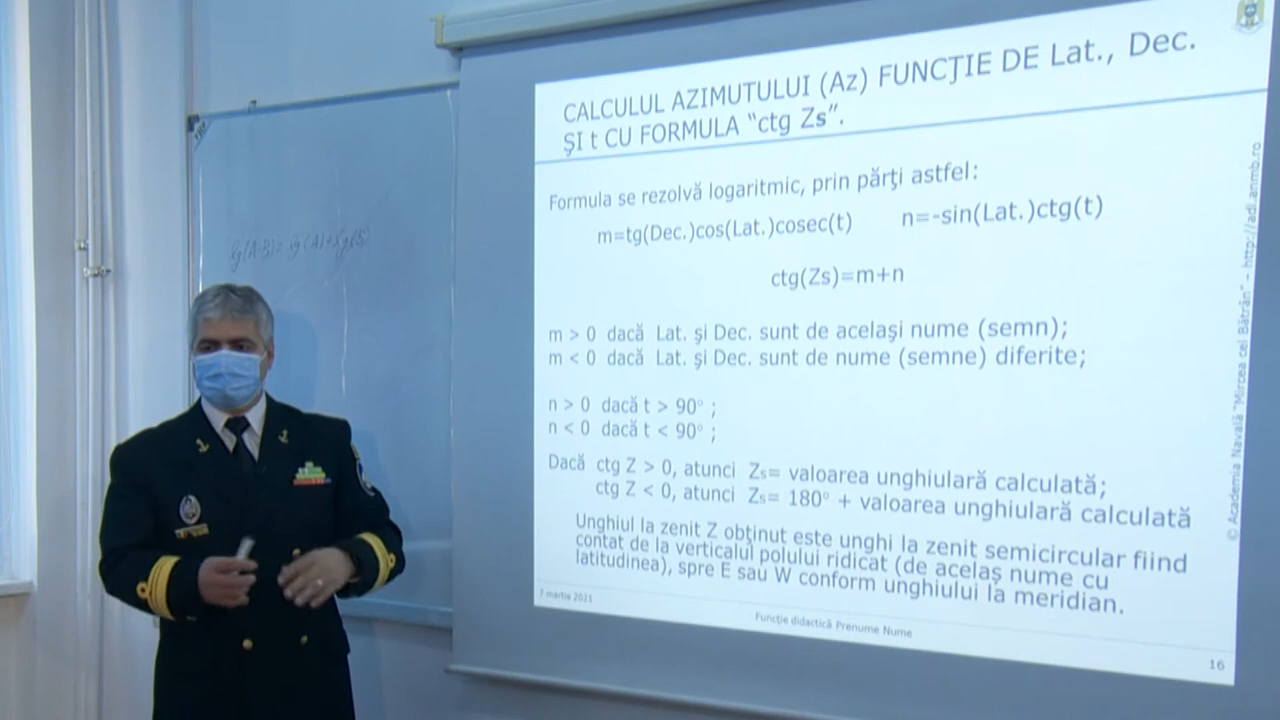 CALCULUL AZIMUTULUI (Az) FUNCŢIE DE Lat., Dec.
ŞI t CU FORMULA “ctg Zs”.
Formula se rezolvă logaritmic, prin părţi astfel:
m=tg(Dec.)cos(Lat.)cosec(t) n=-sin(Lat.)ctg(t)
ctg(Zs)=m+n
m > 0 dacă Lat. şi Dec. sunt de acelaşi nume (semn);
m < 0 dacă Lat. şi Dec. sunt de nume (semne) diferite;
n > 0 dacă t > 90° ;
n < 0 dacă t < 90° ;
Dacă ctg Z > 0, atunci Zs= valoarea unghiulară calculată;
ctg Z < 0, atunci Zs= 180° + valoarea unghiulară calculată
Unghiul la zenit Z obţinut este unghi la zenit semicircular fiind
contat de la verticalul polului ridicat (de acelaş nume cu
latitudinea), spre E sau W conform unghiului la meridian.
7 martie 2021
Funcţie didactică Prenume Nume
16
© Academia Navală “Mircea cel Bătrân” – http://adl.anmb.ro
lg(A·B)= lg(A)+lg(B)